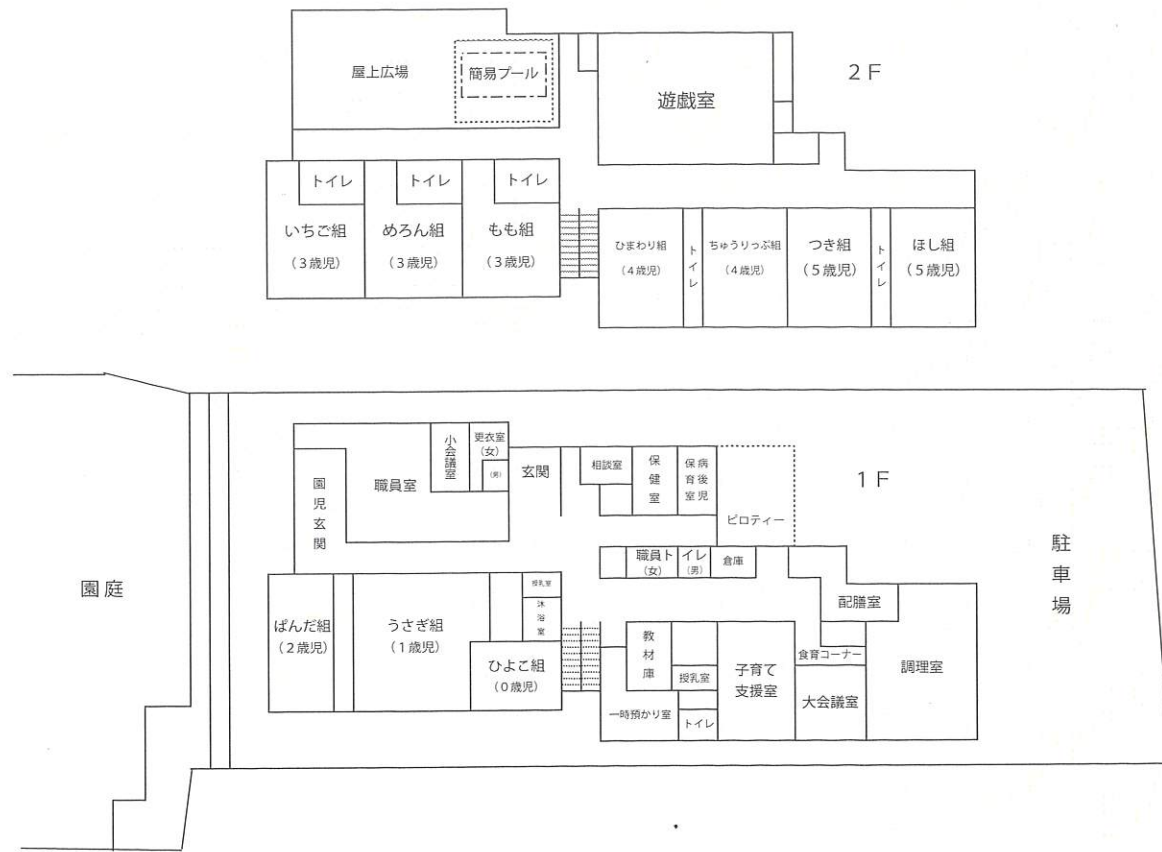 2F
屋上広場
簡易プール
遊戯室
トイレ
トイレ
トイレ
いちご組
(3歳児)
めろん組
(3歳児)
もも組
(3歳児)
ひまわり組
(4歳児)
トイレ
ちゅうりっぷ組
(4歳児)
つき組
(5歳児)
トイレ
ほし組
(5歳児)
1F
園庭
園児玄関
職員室
小会議室
更衣室
(女)
(男)
玄関
相談室
保健室
病後児
保育室
ピロティー
駐車場
職員トイレ
(女)
(男)
倉庫
配膳室
ぱんだ組
(2歳児)
うさぎ組
(1歳児)
授乳室
沐浴室
ひよこ組
(0歳児)
教材庫
授乳室
一時預かり室
トイレ
子育て
支援室
食育コーナー
大会議室
調理室